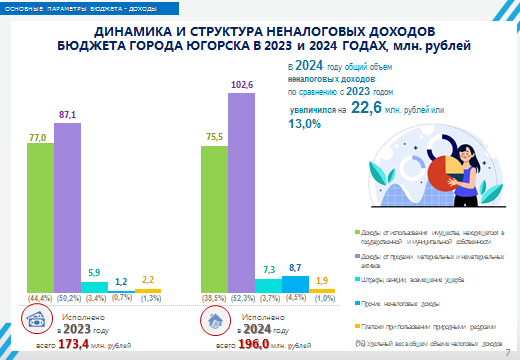 ОСНОВНЫЕ ПАРАМЕТРЫ БЮДЖЕТА - ДОХОДЫ
ДИНАМИКА И СТРУКТУРА НЕНАЛОГОВЫХ ДОХОДОВ
БЮДЖЕТА ГОРОДА ЮГОРСКА В 2023 и 2024 ГОДАХ, млн. рублей
В 2024 году общий объем
неналоговых доходов
по сравнению с 2023 годом
увеличился на 22,6 млн. рублей или
13,0%
77,0
87,1
5,9
1,2
2,2
75,5
102,6
7,3
8,7
1,9
(44,4%) (50,2%) (3,4%) (0,7%) (1,3%)
(38,5%) (52,3%) (3,7%) (4,5%) (1,0%)
Исполнено
в 2023 году
всего 173,4 млн. рублей
Исполнено
в 2024 году
всего 196,0 млн. рублей
Доходы от использования имущества, находящегося в
государственной и муниципальной собственности
Доходы от продажи материальных и нематериальных
активов
Штрафы, санкции, возмещение ущерба
Прочие неналоговые доходы
Платежи при пользовании природными ресурсами
(%) Удельный вес в общем объеме неналоговых доходов
7